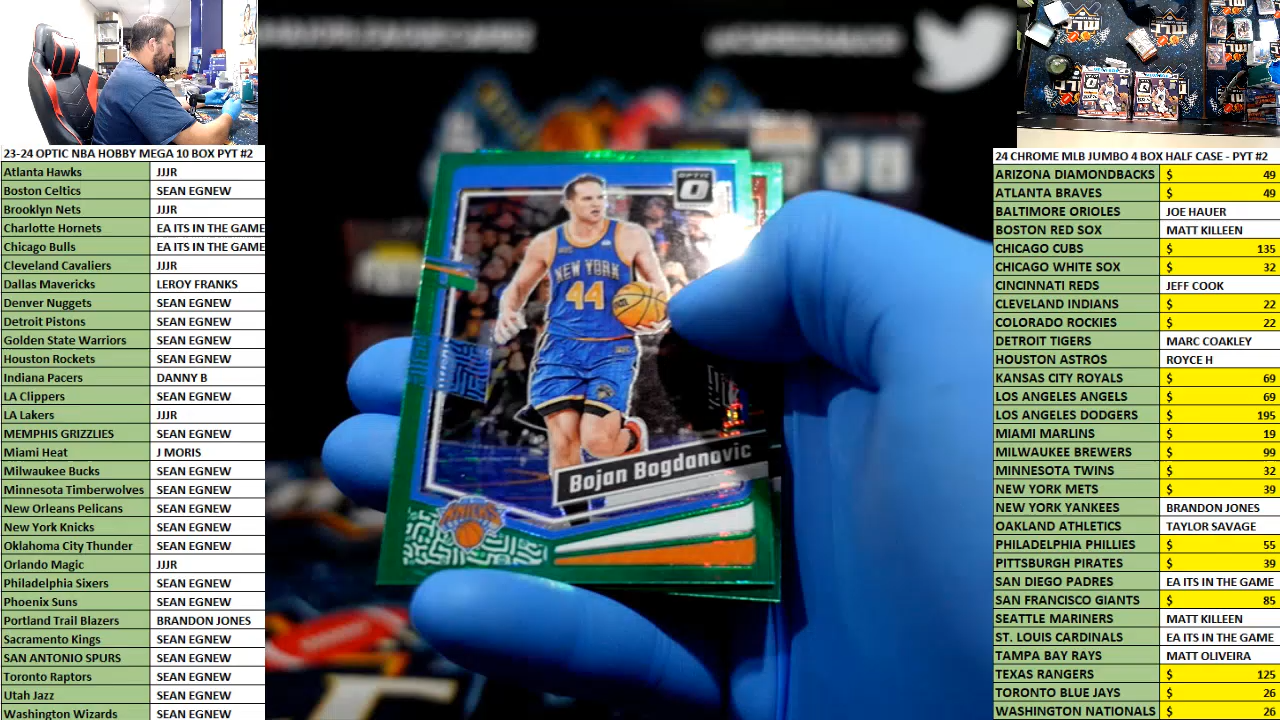 23-24 OPTIC NBA HOBBY MEGA 10 BOX PYT #2
Atlanta Hawks JJJR
Boston Celtics SEAN EGNEW
Brooklyn Nets JJJR
Charlotte Hornets EA ITS IN THE GAME
Chicago Bulls EA ITS IN THE GAME
Cleveland Cavaliers JJJR
Dallas Mavericks LEROY FRANKS
Denver Nuggets SEAN EGNEW
Detroit Pistons SEAN EGNEW
Golden State Warriors SEAN EGNEW
Houston Rockets SEAN EGNEW
Indiana Pacers DANNY B
LA Clippers SEAN EGNEW
LA Lakers JJJR
MEMPHIS GRIZZLIES SEAN EGNEW
Miami Heat J MORIS
Milwaukee Bucks SEAN EGNEW
Minnesota Timberwolves SEAN EGNEW
New Orleans Pelicans SEAN EGNEW
New York Knicks SEAN EGNEW
Oklahoma City Thunder SEAN EGNEW
Orlando Magic JJJR
Philadelphia Sixers SEAN EGNEW
Phoenix Suns SEAN EGNEW
Portland Trail Blazers BRANDON JONES
Sacramento Kings SEAN EGNEW
SAN ANTONIO SPURS SEAN EGNEW
Toronto Raptors SEAN EGNEW
Utah Jazz SEAN EGNEW
Washington Wizards SEAN EGNEW
OPTIC
NEW YORK
44
Bojan Bogdanovic
KNICKS
24 CHROME MLB JUMBO 4 BOX HALF CASE - PYT #2
ARIZONA DIAMONDBACKS $ 49
ATLANTA BRAVES $ 49
BALTIMORE ORIOLES JOE HAUER
BOSTON RED SOX MATT KILLEEN
CHICAGO CUBS $ 135
CHICAGO WHITE SOX $ 32
CINCINNATI REDS JEFF COOK
CLEVELAND INDIANS $ 22
COLORADO ROCKIES $ 22
DETROIT TIGERS MARC COAKLEY
HOUSTON ASTROS ROYCE H
KANSAS CITY ROYALS $ 69
LOS ANGELES ANGELS $ 69
LOS ANGELES DODGERS $ 195
MIAMI MARLINS $ 19
MILWAUKEE BREWERS $ 99
MINNESOTA TWINS $ 32
NEW YORK METS $ 39
NEW YORK YANKEES BRANDON JONES
OAKLAND ATHLETICS TAYLOR SAVAGE
PHILADELPHIA PHILLIES $ 55
PITTSBURGH PIRATES $ 39
SAN DIEGO PADRES EA ITS IN THE GAME
SAN FRANCISCO GIANTS $ 85
SEATTLE MARINERS MATT KILLEEN
ST. LOUIS CARDINALS EA ITS IN THE GAME
TAMPA BAY RAYS MATT OLIVEIRA
TEXAS RANGERS $ 125
TORONTO BLUE JAYS $ 26
WASHINGTON NATIONALS $ 26